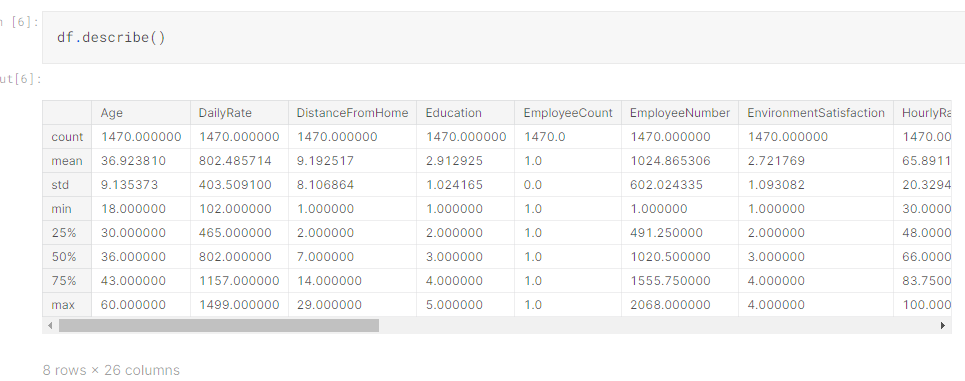 n [6]:
df.describe()
ut[6]:
Age DailyRate DistanceFromHome Education EmployeeCount EmployeeNumber EnvironmentSatisfaction HourlyRa
count 1470.000000 1470.000000 1470.000000 1470.000000 1470.0 1470.000000 1470.000000 1470.00
mean 36.923810 802.485714 9.192517 2.912925 1.0 1024.865306 2.721769 65.8911
std 9.135373 403.509100 8.106864 1.024165 0.0 602.024335 1.093082 20.3294
min 18.000000 102.000000 1.000000 1.000000 1.0 1.000000 1.000000 30.0000
25% 30.000000 465.000000 2.000000 2.000000 1.0 491.250000 2.000000 48.0000
50% 36.000000 802.000000 7.000000 3.000000 1.0 1020.500000 3.000000 66.0000
75% 43.000000 1157.000000 14.000000 4.000000 1.0 1555.750000 4.000000 83.7500
max 60.000000 1499.000000 29.000000 5.000000 1.0 2068.000000 4.000000 100.000
8 rows × 26 columns